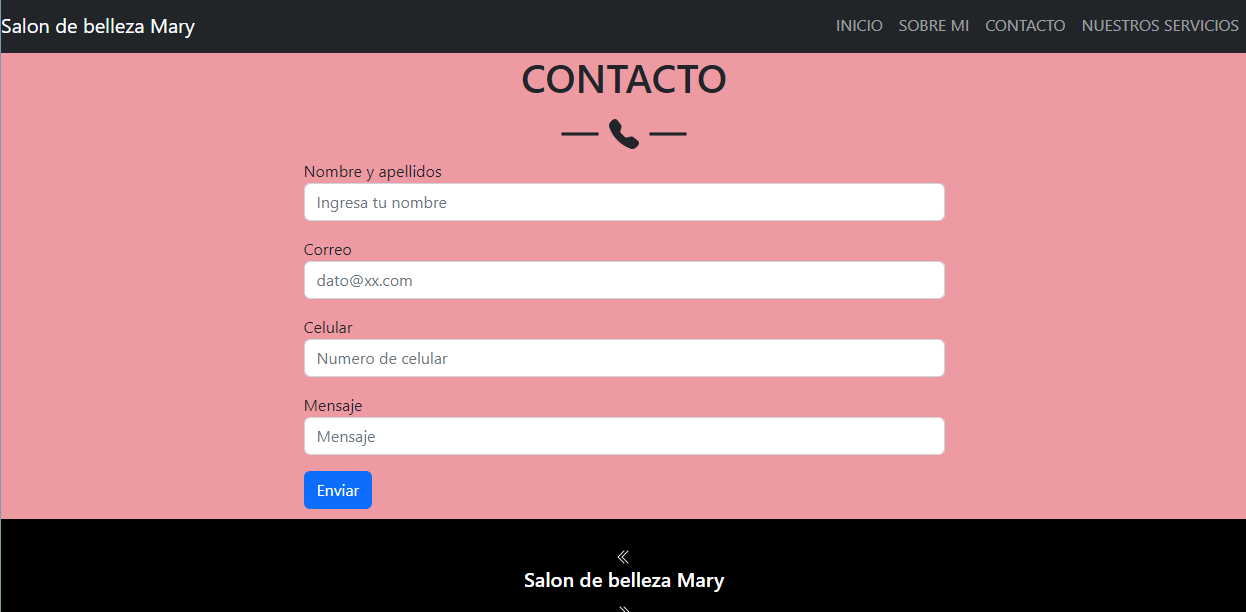 Salon de belleza Mary INICIO SOBRE MI CONTACTO NUESTROS SERVICIOS
CONTACTO
Nombre y apellidos
Ingresa tu nombre
Correo
dato@xx.com
Celular
Numero de celular
Mensaje
Mensaje
Enviar
Salon de belleza Mary